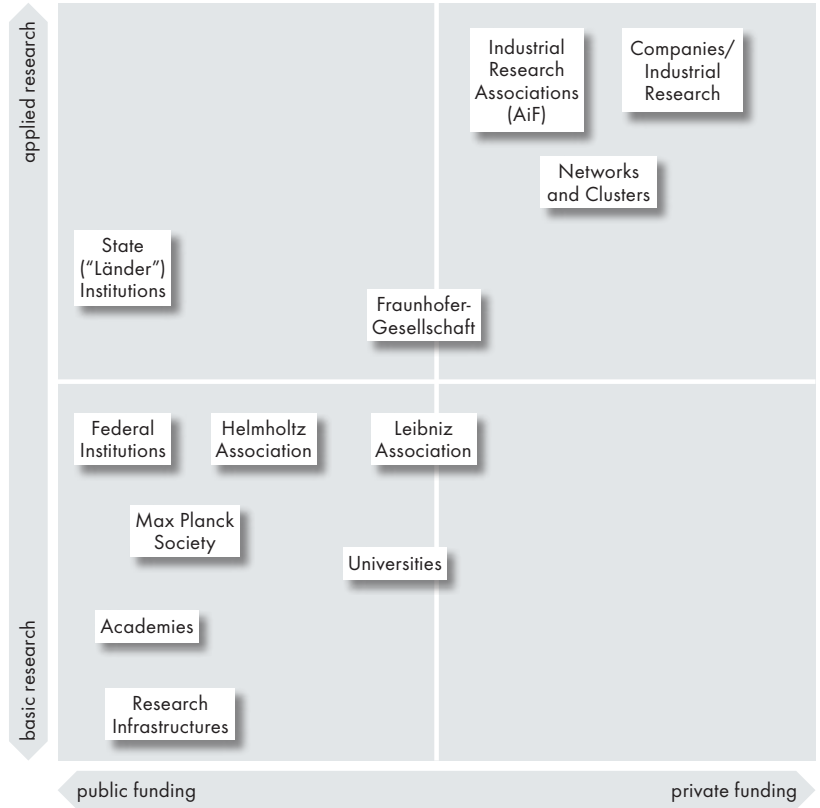 applied research
Industrial
Research
Associations
(AiF)
Companies/
Industrial
Research
Networks
and Clusters
State
(“Länder”)
Institutions
Fraunhofer-
Gesellschaft
Federal
Institutions
Helmholtz
Association
Leibniz
Association
Max Planck
Society
Universities
Academies
Research
Infrastructures
basic research
public funding
private funding